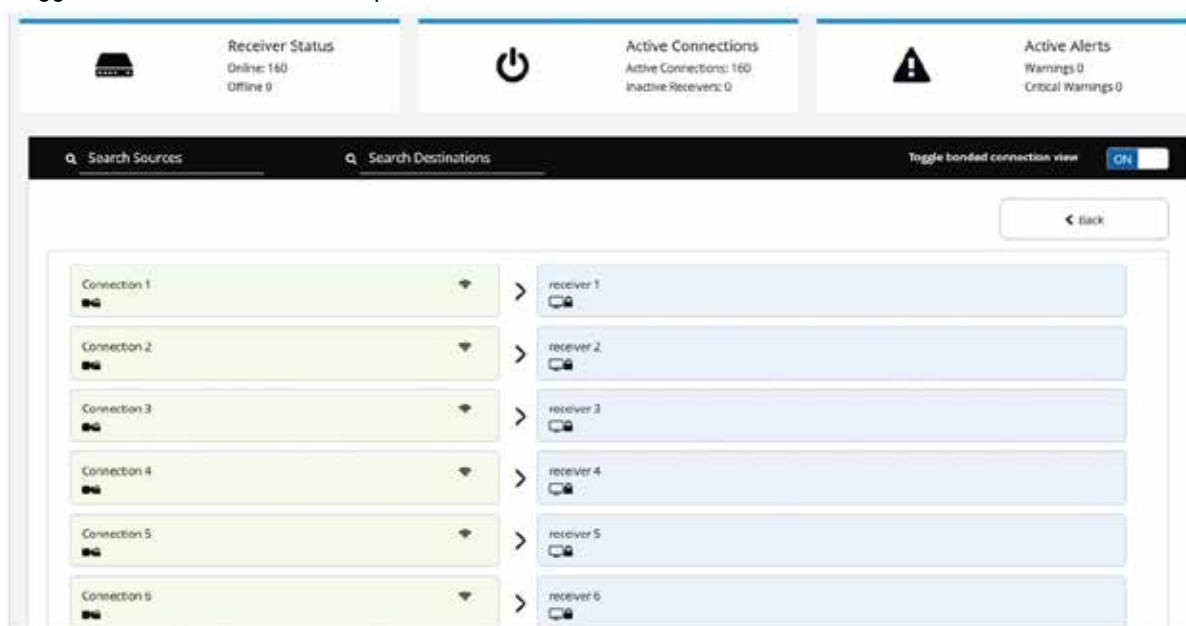 Receiver Status
Online: 160
Offline 0
Active Connections
Active Connections: 160
Inactive Receivers: 0
Active Alerts
Warnings 0
Critical Warnings 0
Search Sources
Search Destinations
Toggle bonded connection view
ON
Back
Connection 1
receiver 1
Connection 2
receiver 2
Connection 3
receiver 3
Connection 4
receiver 4
Connection 5
receiver 5
Connection 6
receiver 6